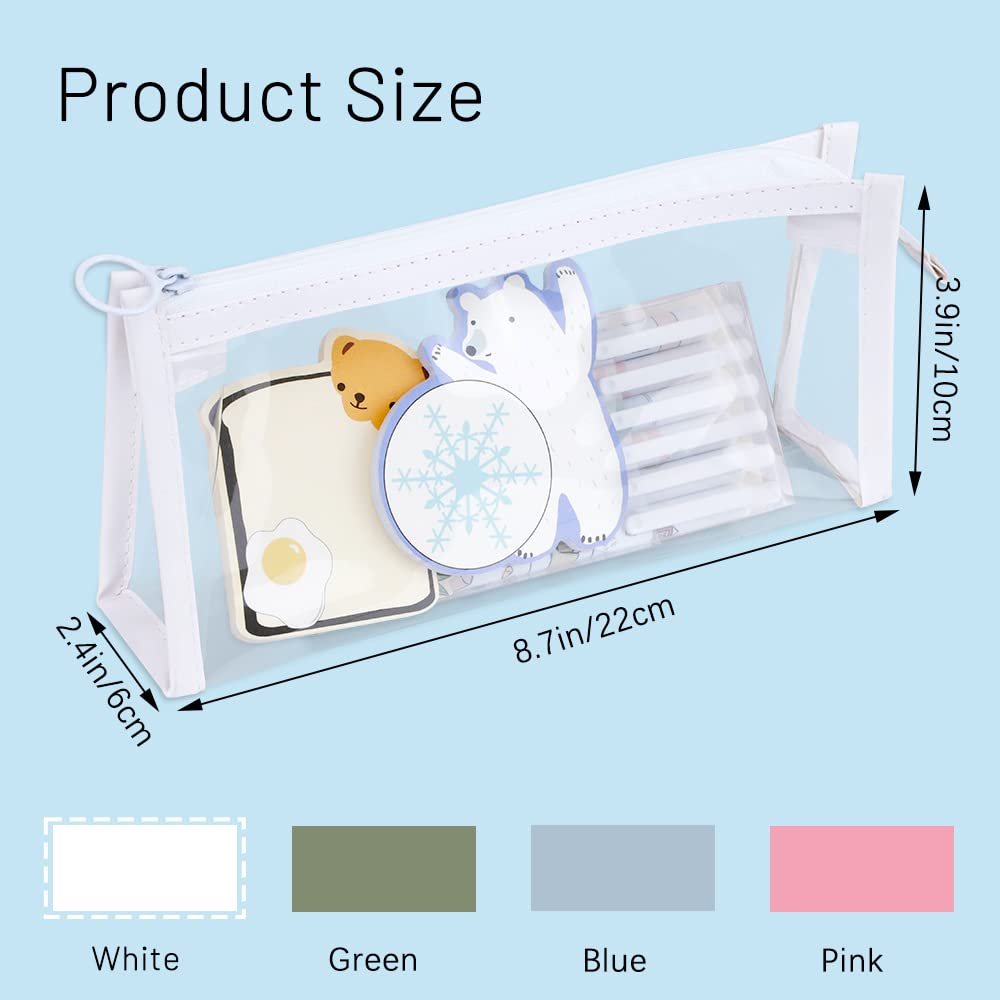 Product Size
3.9in/10cm
8.7in/22cm
2.4in/6cm
White
Green
Blue
Pink